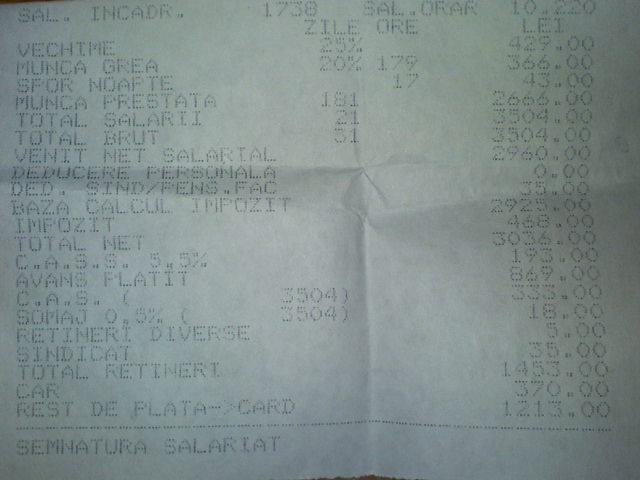 SAL. INCADR. 1738 SAL.ORAR 10.220
ZILE ORE LEI
VECHIME 25% 429.00
MUNCA GREA 20% 179 366.00
SPOR NOAPTE 17 43.00
MUNCA PRESTATA 181 2666.00
TOTAL SALARII 21 3504.00
TOTAL BRUT 31 3504.00
VENIT NET SALARIAL 2960.00
DEDUCERE PERSONALA 0.00
DED. SIND/PENS.FAC 35.00
BAZA CALCUL IMPOZIT 2925.00
IMPOZIT 468.00
TOTAL NET 3036.00
C.A.S.S. 5.5% 193.00
AVANS PLATIT 869.00
C.A.S. ( 3504) 333.00
SOMAJ 0.5% ( 3504) 18.00
RETINERI DIVERSE 5.00
SINDICAT 35.00
TOTAL RETINERI 1453.00
CAR 370.00
REST DE PLATA->CARD 1213.00
SEMNATURA SALARIAT